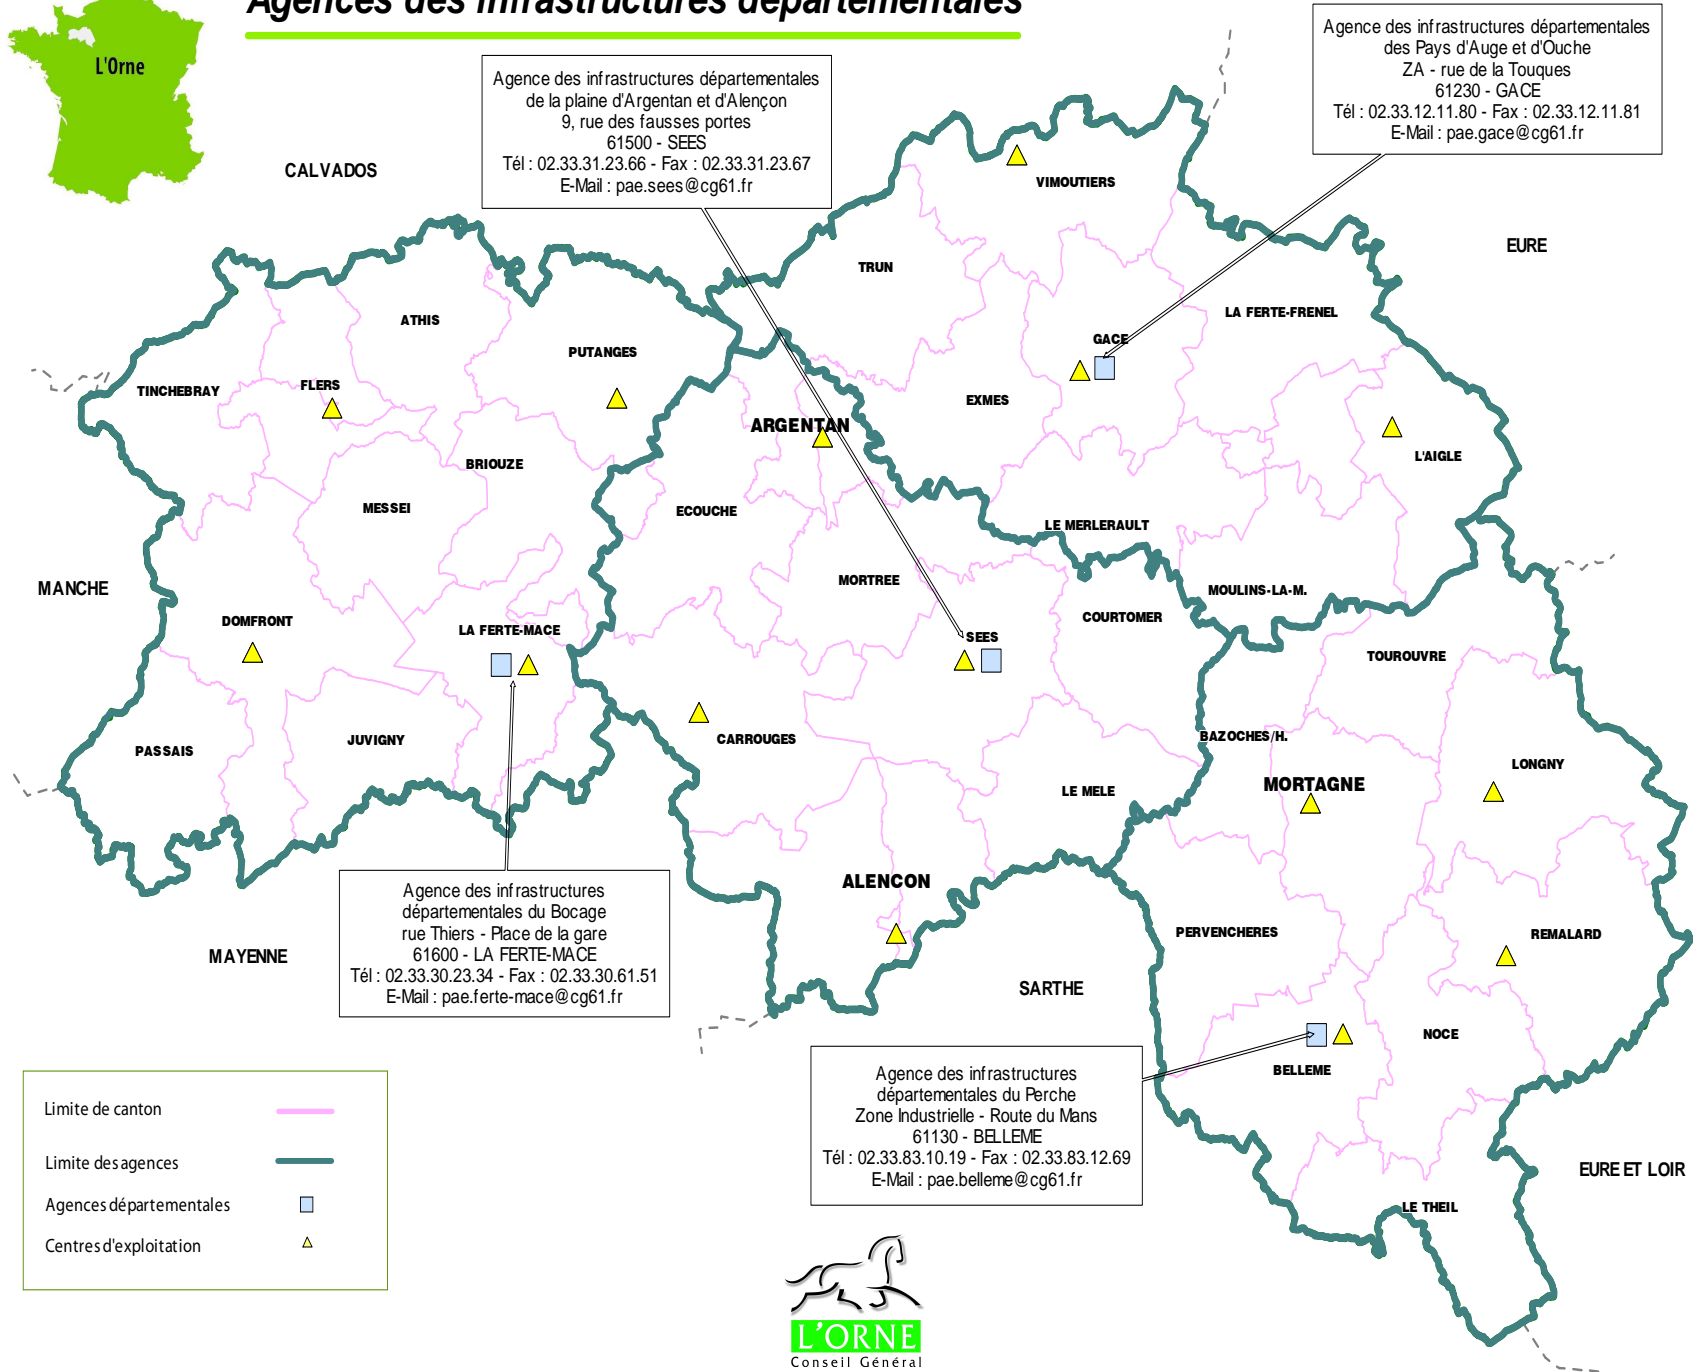 Agences des infrastructures départementales
L'Orne
Agence des infrastructures départementales
de la plaine d'Argentan et d'Alençon
9, rue des fausses portes
61500 - SEES
Tél : 02.33.31.23.66 - Fax : 02.33.31.23.67
E-Mail : pae.sees@cg61.fr
Agence des infrastructures départementales
des Pays d'Auge et d'Ouche
ZA - rue de la Touques
61230 - GACE
Tél : 02.33.12.11.80 - Fax : 02.33.12.11.81
E-Mail : pae.gace@cg61.fr
CALVADOS
VIMOUTIERS
EURE
TRUN
LA FERTE-FRENEL
ATHIS
GACE
PUTANGES
TINCHEBRAY
FLERS
EXMES
ARGENTAN
L'AIGLE
BRIOUZE
MESSEI
ECOUCHE
LE MERLERAULT
MORTREE
MANCHE
MOULINS-LA-M.
COURTOMER
DOMFRONT
LA FERTE-MACE
SEES
TOUROUVRE
PASSAIS
JUVIGNY
CARROUGES
BAZOCHES/H.
LONGNY
MORTAGNE
LE MELE
ALENCON
Agence des infrastructures
départementales du Bocage
rue Thiers - Place de la gare
61600 - LA FERTE-MACE
Tél : 02.33.30.23.34 - Fax : 02.33.30.61.51
E-Mail : pae.ferte-mace@cg61.fr
PERVENCHERES
REMALARD
MAYENNE
SARTHE
NOCE
BELLEME
Agence des infrastructures
départementales du Perche
Zone Industrielle - Route du Mans
61130 - BELLEME
Tél : 02.33.83.10.19 - Fax : 02.33.83.12.69
E-Mail : pae.belleme@cg61.fr
EURE ET LOIR
LE THEIL
Limite de canton
Limite des agences
Agences départementales
Centres d'exploitation
L'ORNE
Conseil Général